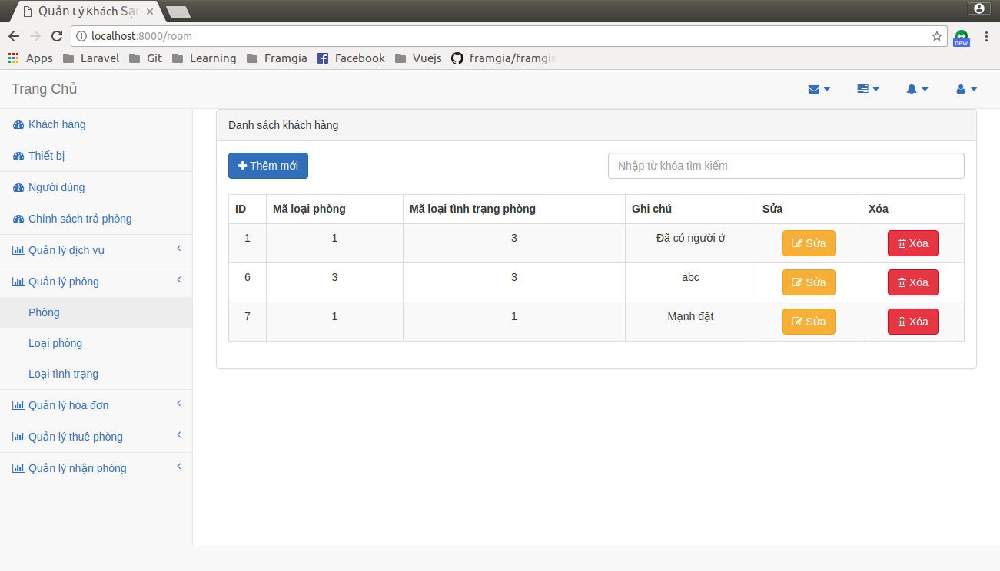 Quản Lý Khách Sạn
localhost:8000/room
new
Apps Laravel Git Learning Framgia Facebook Vuejs framgia/framgia
Trang Chủ
Khách hàng
Thiết bị
Người dùng
Chính sách trả phòng
Quản lý dịch vụ
Quản lý phòng
Phòng
Loại phòng
Loại tình trạng
Quản lý hóa đơn
Quản lý thuê phòng
Quản lý nhận phòng
Danh sách khách hàng
Thêm mới
Nhập từ khóa tìm kiếm
ID Mã loại phòng Mã loại tình trạng phòng Ghi chú Sửa Xóa
1 1 3 Đã có người ở Sửa Xóa
6 3 3 abc Sửa Xóa
7 1 1 Mạnh đặt Sửa Xóa